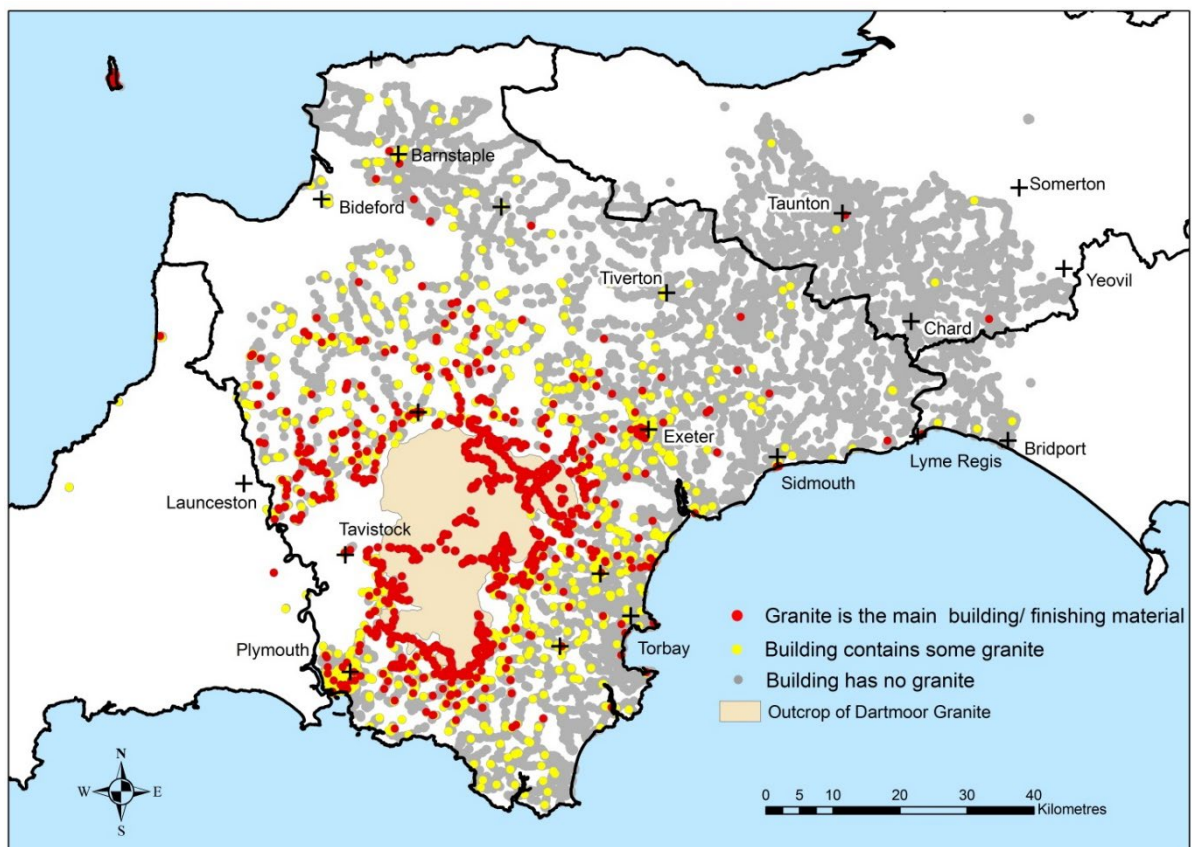 Barnstaple
Bideford
Somerton
Taunton
Yeovil
Tiverton
Chard
Exeter
Bridport
Lyme Regis
Sidmouth
Launceston
Tavistock
Plymouth
Torbay
Granite is the main building/ finishing material
Building contains some granite
Building has no granite
Outcrop of Dartmoor Granite
N
W E
S
0 5 10 20 30 40
Kilometres